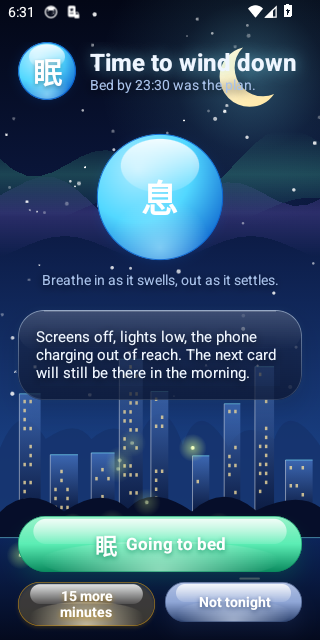 6:31
眠
Time to wind down
Bed by 23:30 was the plan.
息
Breathe in as it swells, out as it settles.
Screens off, lights low, the phone
charging out of reach. The next card
will still be there in the morning.
眠 Going to bed
15 more
minutes
Not tonight